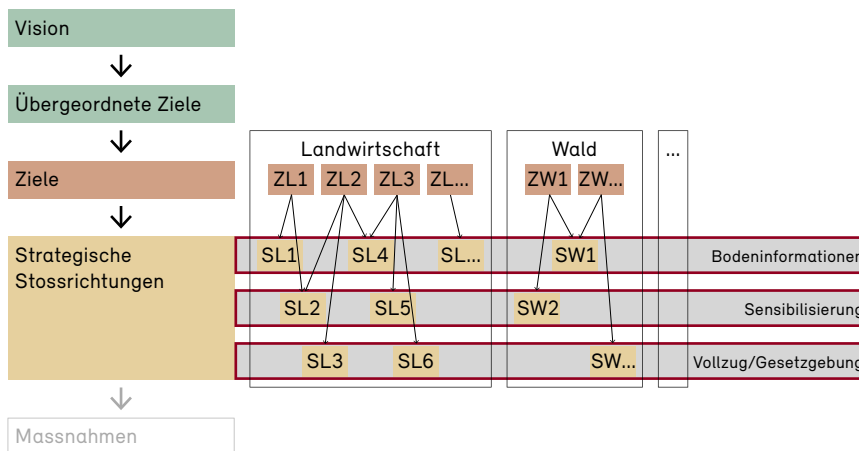 Vision
Übergeordnete Ziele
Landwirtschaft
Wald
...
Ziele
ZL1
ZL2
ZL3
ZL...
ZW1
ZW...
Strategische
Stossrichtungen
SL1
SL4
SL...
SW1
Bodeninformationen
SL2
SL5
SW2
Sensibilisierung
SL3
SL6
SW...
Vollzug/Gesetzgebung
Massnahmen